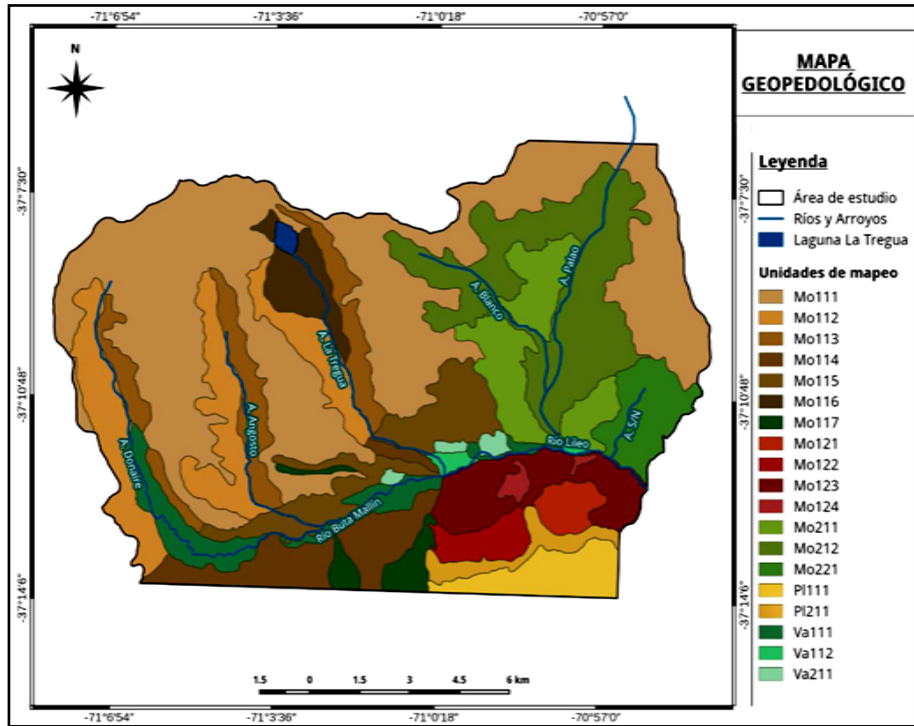 -71°6'54"
-71°3'36"
-71°0'18"
-70°57'0"
N
MAPA
GEOPEDOLÓGICO
-37°7'30"
-37°7'30"
-37°10'48"
-37°10'48"
-37°14'6"
-37°14'6"
A. Palao
A. Blanco
A. La Tregua
A. Angosto
A. Donaire
A. S/N
Río Lileo
Río Buta Mallín
Leyenda
Área de estudio
Ríos y Arroyos
Laguna La Tregua
Unidades de mapeo
Mo111
Mo112
Mo113
Mo114
Mo115
Mo116
Mo117
Mo121
Mo122
Mo123
Mo124
Mo211
Mo212
Mo221
Pl111
Pl211
Va111
Va112
Va211
1.5 0 1.5 3 4.5 6 km
-71°6'54"
-71°3'36"
-71°0'18"
-70°57'0"